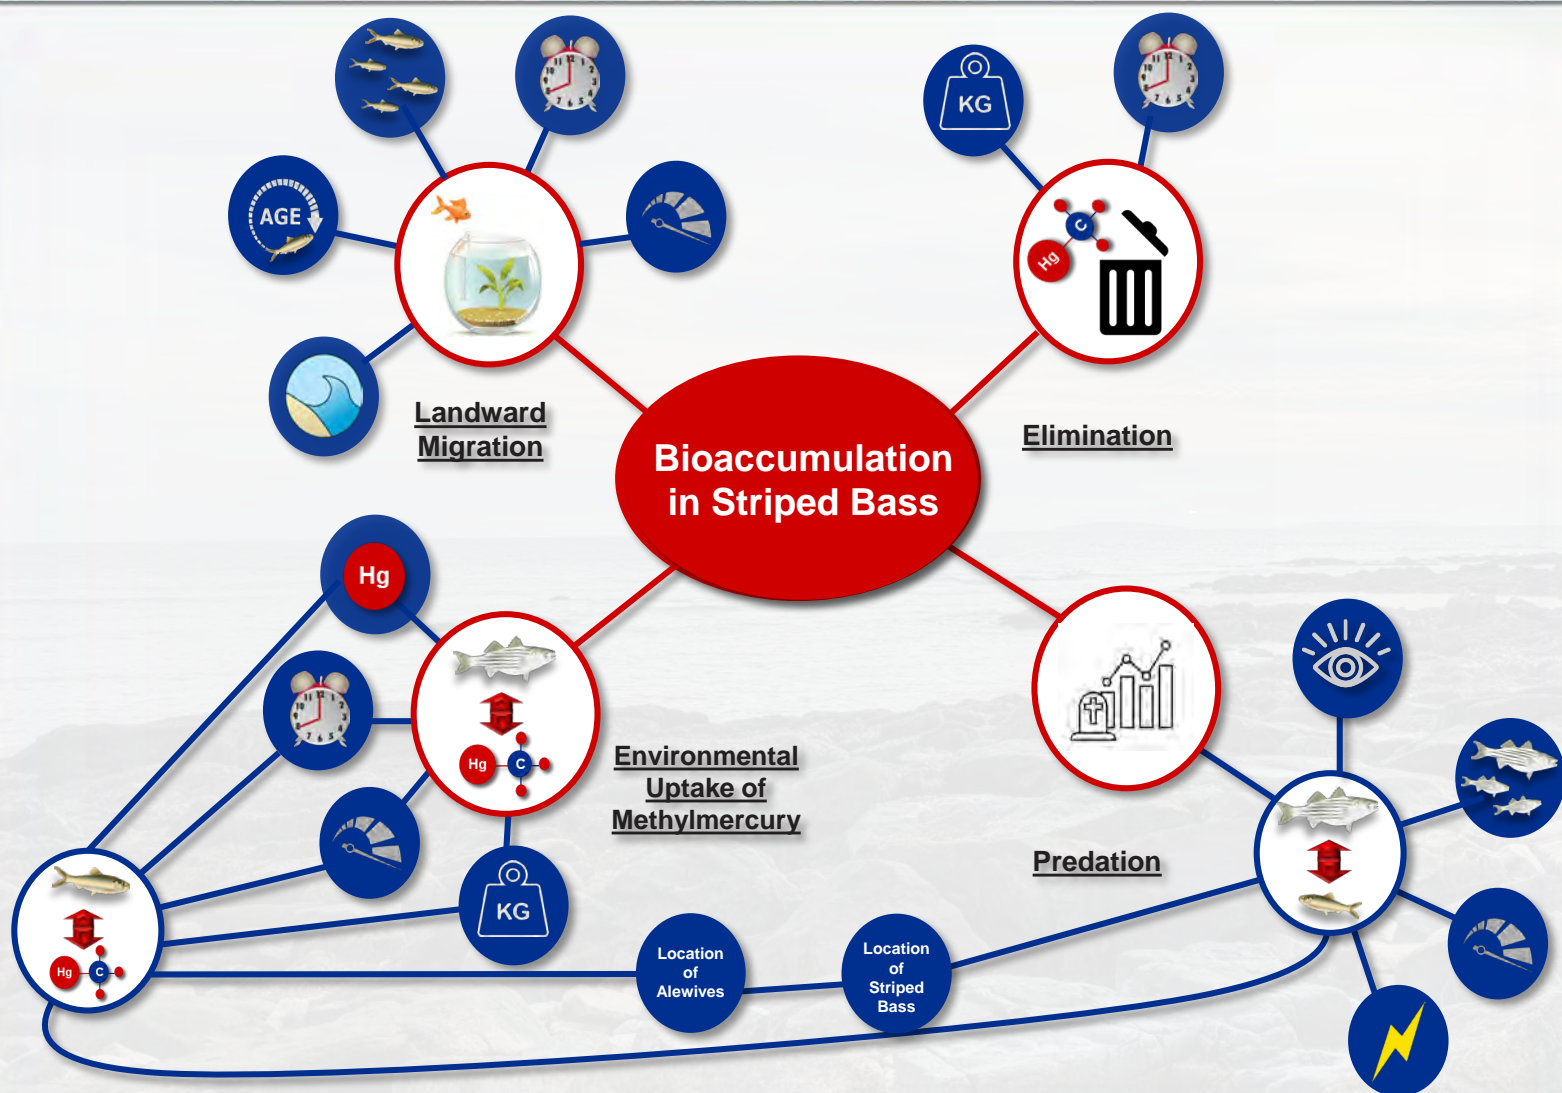 KG
AGE
Landward
Migration
Elimination
Hg
C
Bioaccumulation
in Striped Bass
Hg
Hg
C
Environmental
Uptake of
Methylmercury
Predation
KG
Hg
C
Location
of
Alewives
Location
of
Striped
Bass